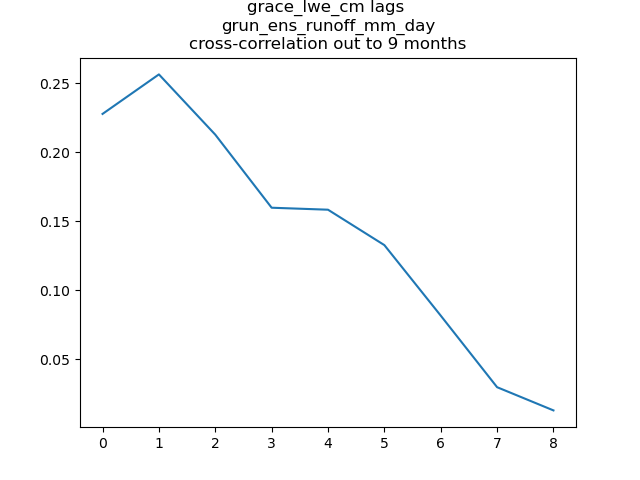 grace_lwe_cm lags
grun_ens_runoff_mm_day
cross-correlation out to 9 months
0.25
0.20
0.15
0.10
0.05
0 1 2 3 4 5 6 7 8